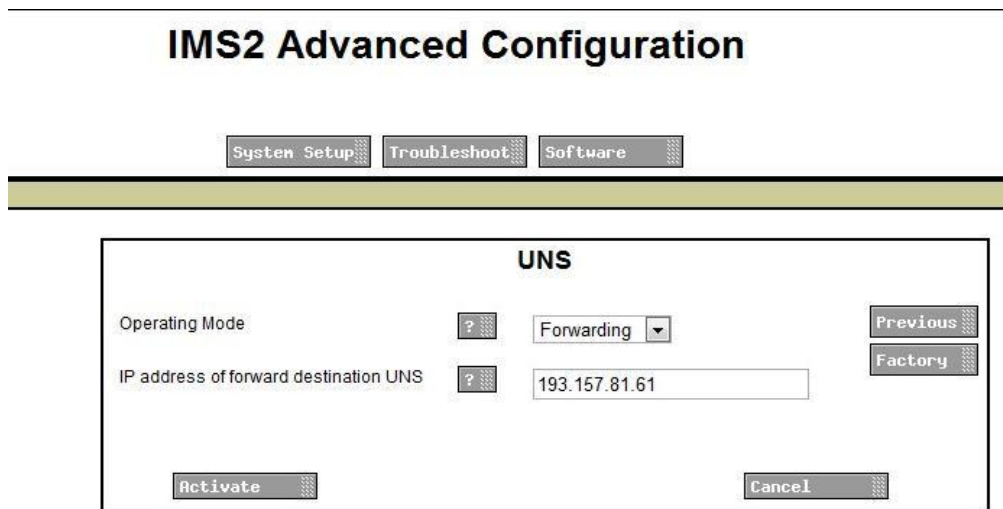 IMS2 Advanced Configuration
System Setup Troubleshoot Software
UNS
Operating Mode ? Forwarding Previous
Factory
IP address of forward destination UNS ? 193.157.81.61
Activate Cancel